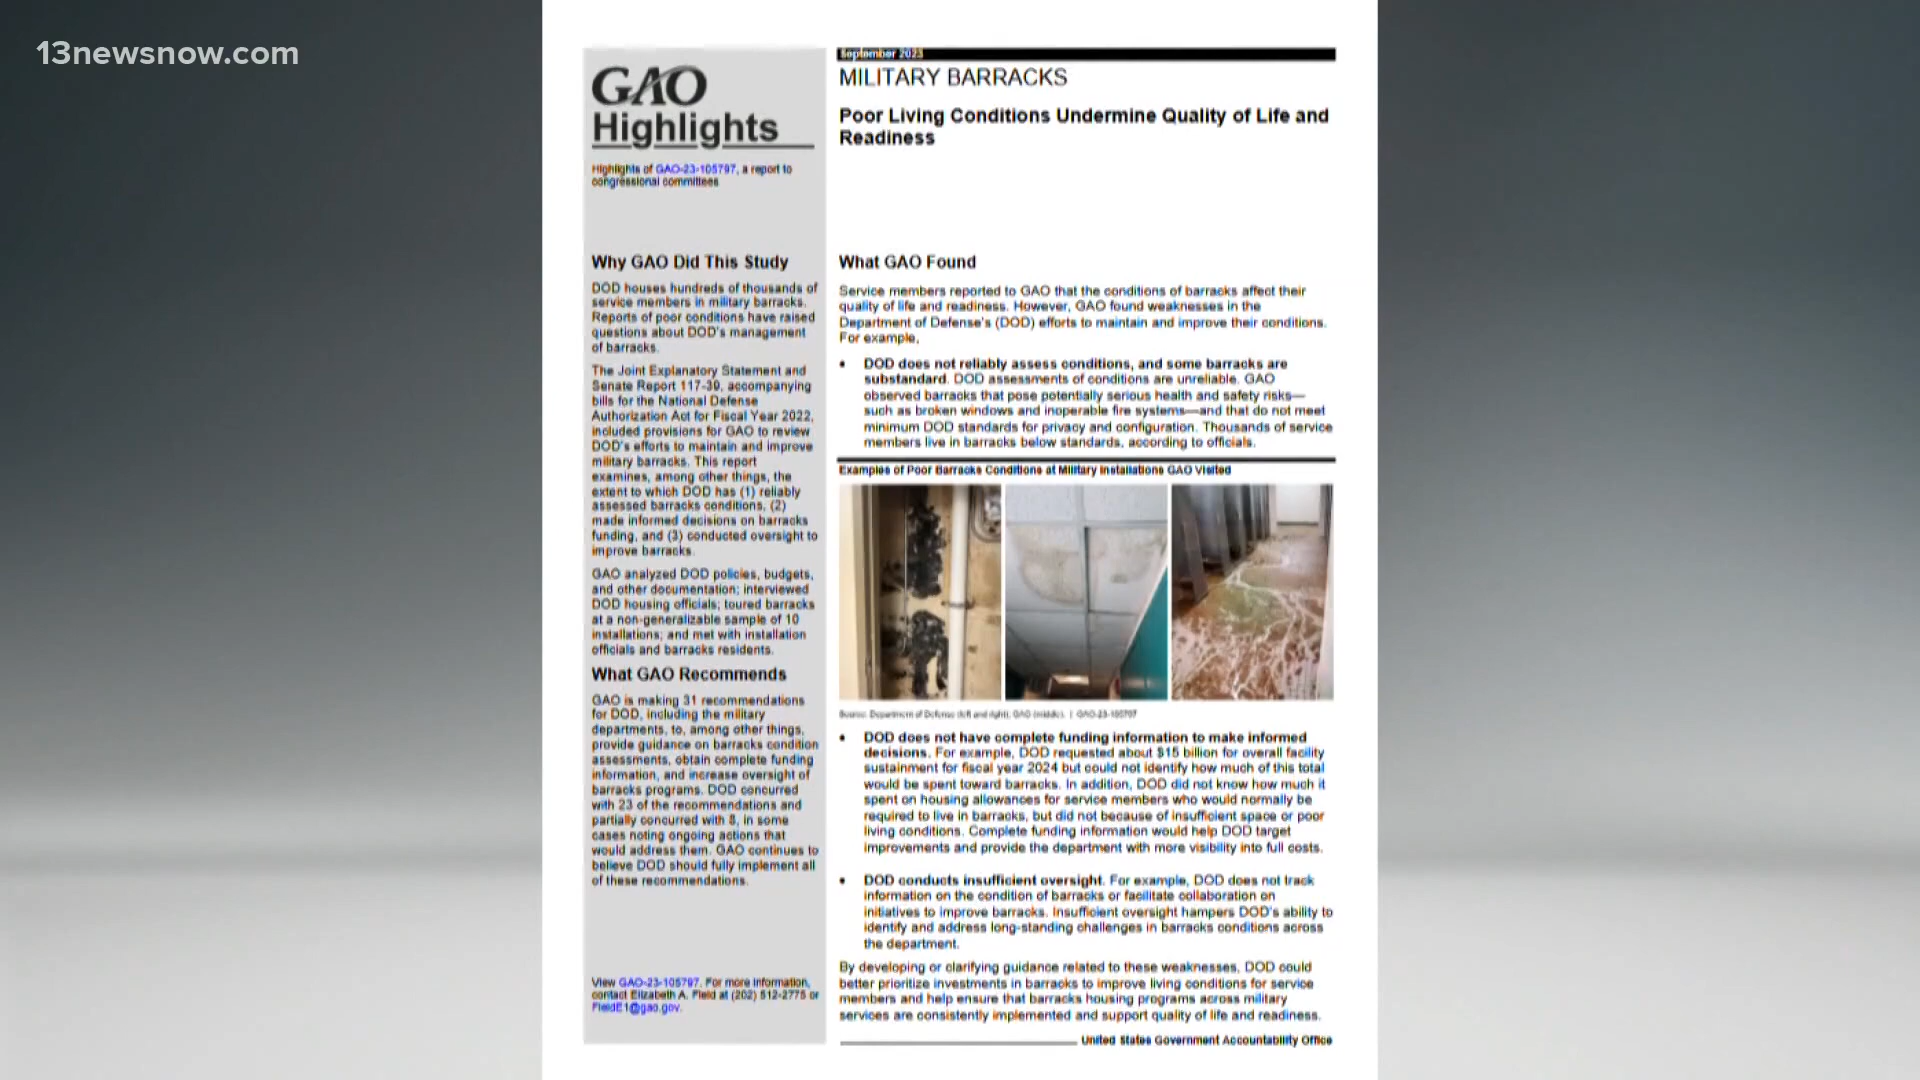 13newsnow.com
GAO
Highlights
Highlights of GAO-23-105797, a report to
congressional committees
Why GAO Did This Study
DOD houses hundreds of thousands of
service members in military barracks.
Reports of poor conditions have raised
questions about DOD's management
of barracks.
The Joint Explanatory Statement and
Senate Report 117-39, accompanying
bills for the National Defense
Authorization Act for Fiscal Year 2022,
included provisions for GAO to review
DOD's efforts to maintain and improve
military barracks. This report
examines, among other things, the
extent to which DOD has (1) reliably
assessed barracks conditions, (2)
made informed decisions on barracks
funding, and (3) conducted oversight to
improve barracks.
GAO analyzed DOD policies, budgets,
and other documentation; interviewed
DOD housing officials; toured barracks
at a non-generalizable sample of 10
installations; and met with installation
officials and barracks residents.
What GAO Recommends
GAO is making 31 recommendations
for DOD, including the military
departments, to, among other things,
provide guidance on barracks condition
assessments, obtain complete funding
information, and increase oversight of
barracks programs. DOD concurred
with 23 of the recommendations and
partially concurred with 8, in some
cases noting ongoing actions that
would address them. GAO continues to
believe DOD should fully implement all
of these recommendations.
View GAO-23-105797. For more information,
contact Elizabeth A. Field at (202) 512-2775 or
FieldE1@gao.gov.
September 2023
MILITARY BARRACKS
Poor Living Conditions Undermine Quality of Life and
Readiness
What GAO Found
Service members reported to GAO that the conditions of barracks affect their
quality of life and readiness. However, GAO found weaknesses in the
Department of Defense's (DOD) efforts to maintain and improve their conditions.
For example,
• DOD does not reliably assess conditions, and some barracks are
substandard. DOD assessments of conditions are unreliable. GAO
observed barracks that pose potentially serious health and safety risks—
such as broken windows and inoperable fire systems—and that do not meet
minimum DOD standards for privacy and configuration. Thousands of service
members live in barracks below standards, according to officials.
Examples of Poor Barracks Conditions at Military Installations GAO Visited
Source: Department of Defense (left and right), GAO (middle). | GAO-23-105797
• DOD does not have complete funding information to make informed
decisions. For example, DOD requested about $15 billion for overall facility
sustainment for fiscal year 2024 but could not identify how much of this total
would be spent toward barracks. In addition, DOD did not know how much it
spent on housing allowances for service members who would normally be
required to live in barracks, but did not because of insufficient space or poor
living conditions. Complete funding information would help DOD target
improvements and provide the department with more visibility into full costs.
• DOD conducts insufficient oversight. For example, DOD does not track
information on the condition of barracks or facilitate collaboration on
initiatives to improve barracks. Insufficient oversight hampers DOD's ability to
identify and address long-standing challenges in barracks conditions across
the department.
By developing or clarifying guidance related to these weaknesses, DOD could
better prioritize investments in barracks to improve living conditions for service
members and help ensure that barracks housing programs across military
services are consistently implemented and support quality of life and readiness.
United States Government Accountability Office